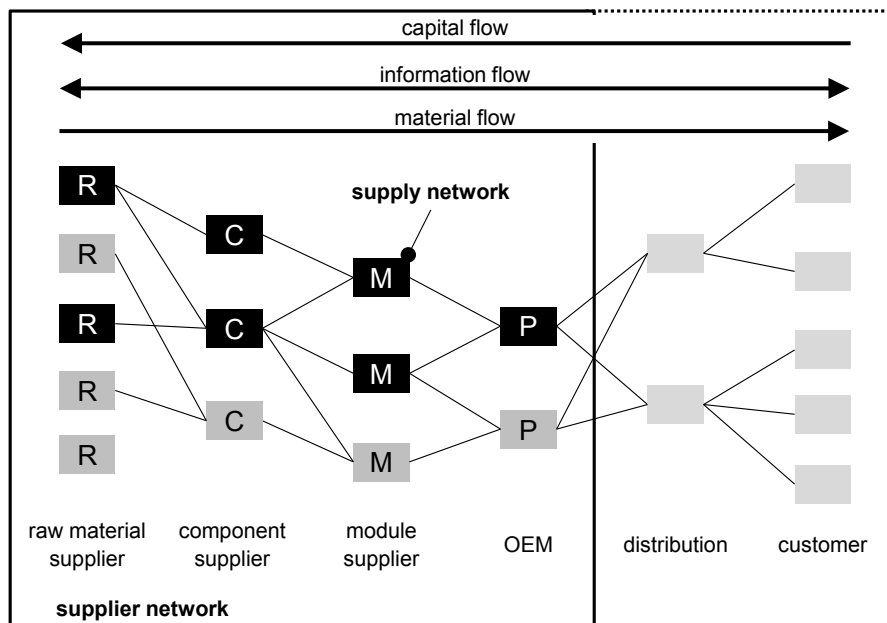 capital flow
information flow
material flow
supply network
R
C
R
M
R
C
P
M
R
C
P
R
M
raw material
supplier
component
supplier
module
supplier
OEM
distribution
customer
supplier network